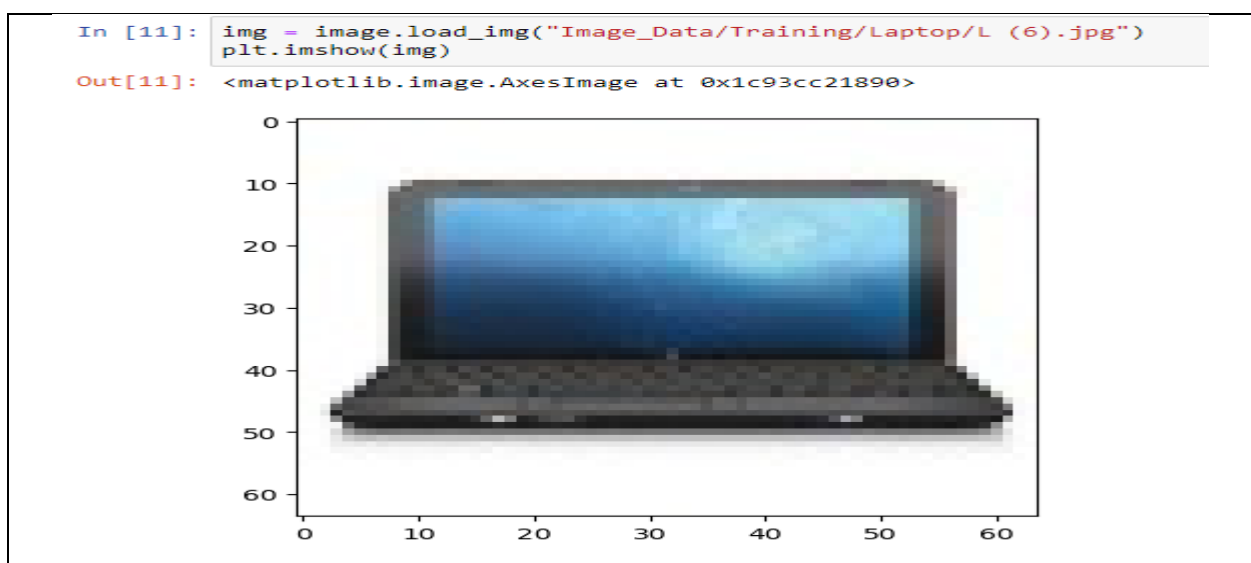 In [11]: img = image.load_img("Image_Data/Training/Laptop/L (6).jpg")
plt.imshow(img)
Out[11]: <matplotlib.image.AxesImage at 0x1c93cc21890>
0
10
20
30
40
50
60
0 10 20 30 40 50 60